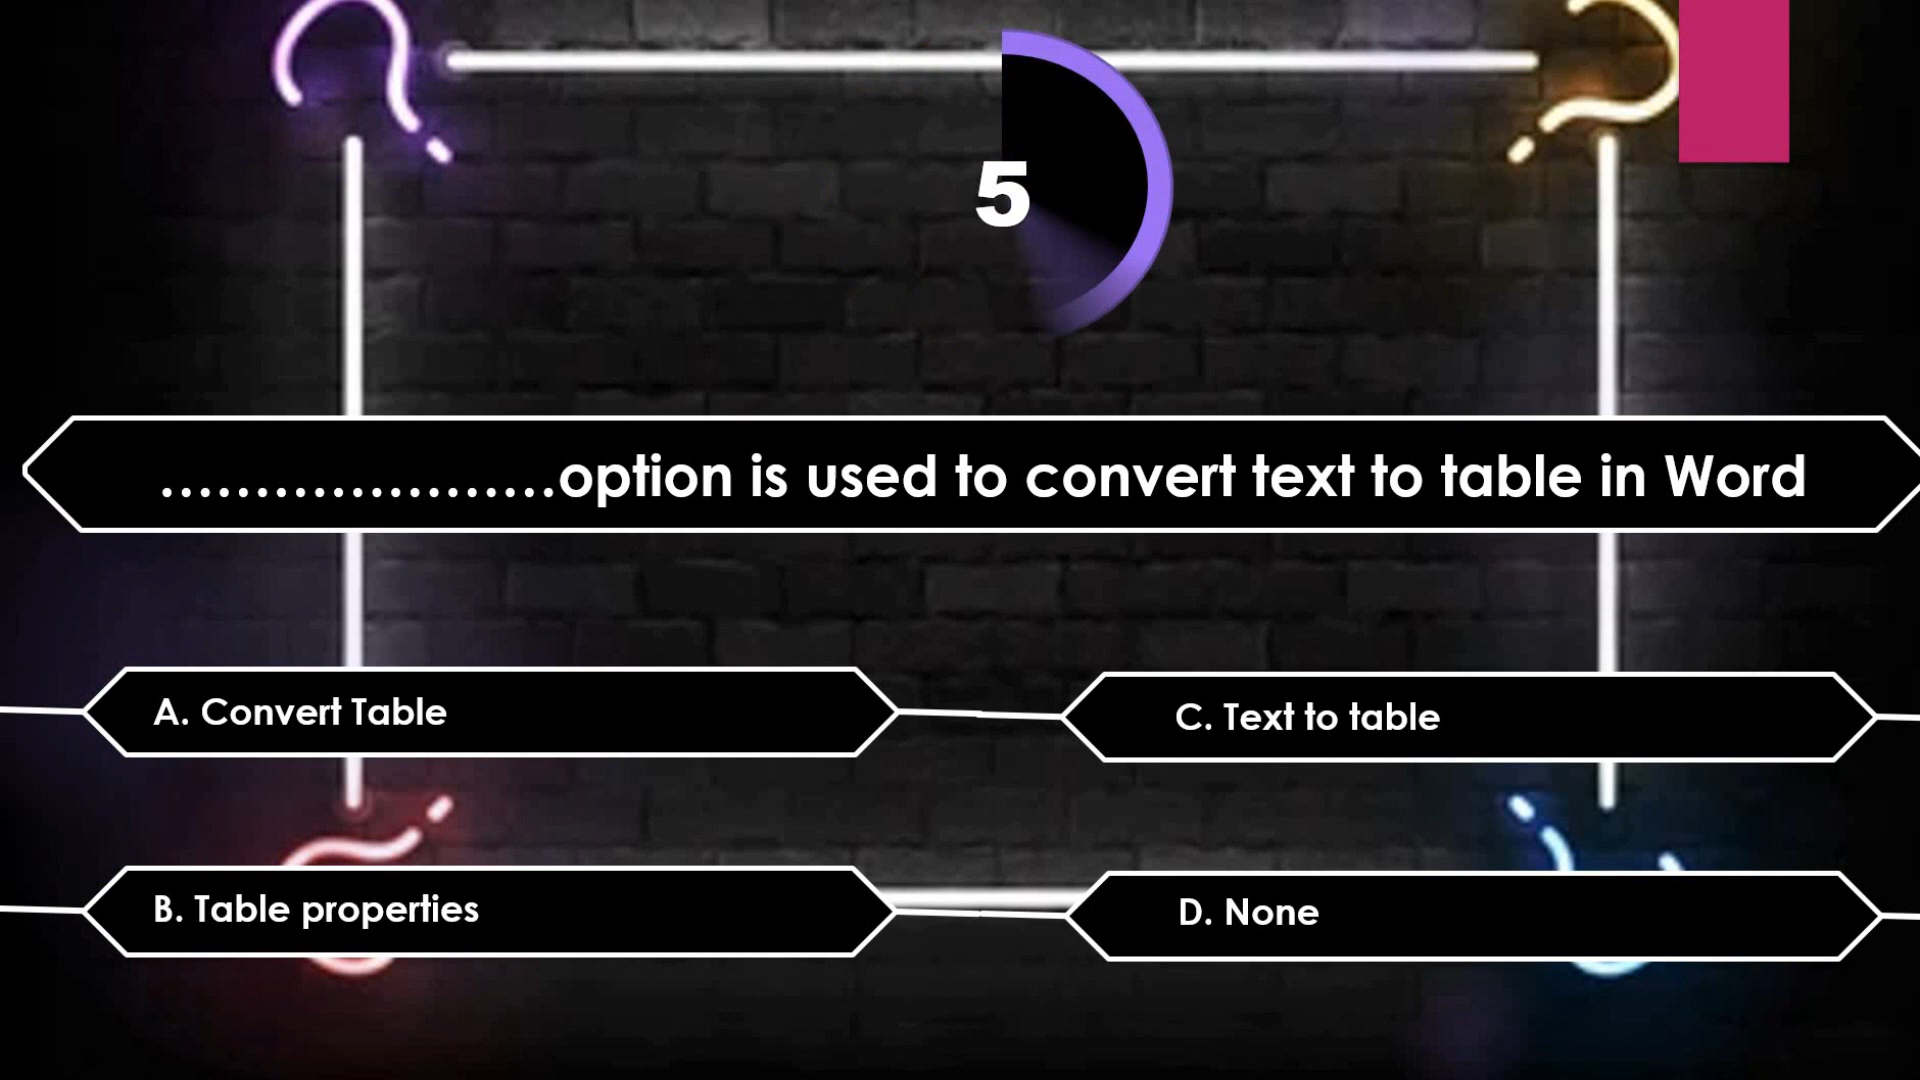 5
.....................option is used to convert text to table in Word
A. Convert Table
C. Text to table
B. Table properties
D. None